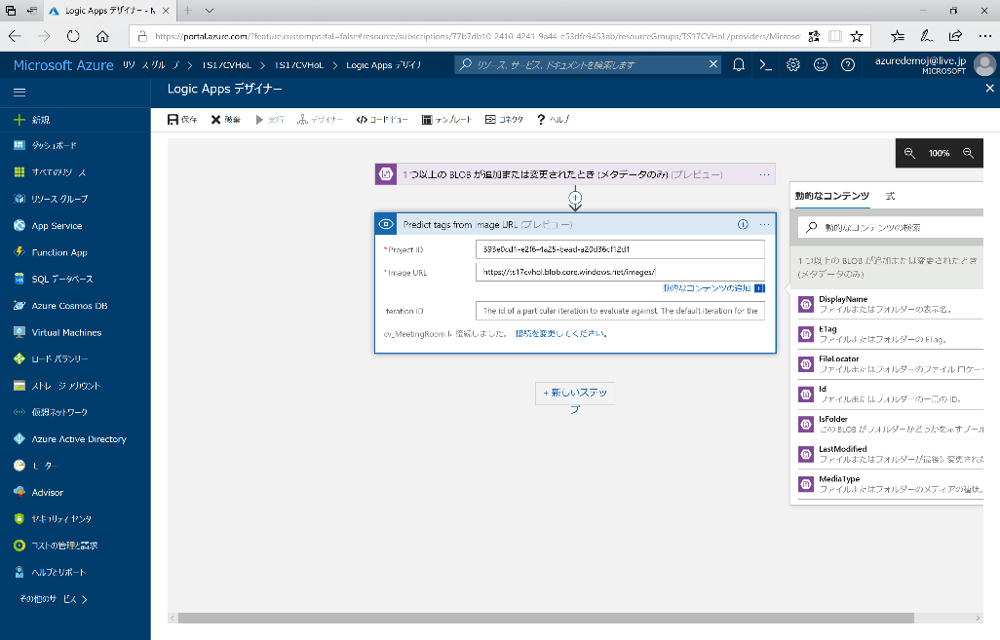 Logic Apps デザイナー - M
https://portal.azure.com/?feature.customportal=false#resource/subscriptions/77b7db10-2410-4241-9a44-e53dfe9453ab/resourceGroups/TS17CVHoL/providers/Microsof
Microsoft Azure リソース グループ > TS17CVHoL > TS17CVHoL > Logic Apps デザイナ
リソース、サービス、ドキュメントを検索します
azuredemoj@live.jp
MICROSOFT
Logic Apps デザイナー
保存 破棄 実行 デザイナー コード ビュー テンプレート コネクタ ヘルプ
新規
ダッシュボード
すべてのリソース
リソース グループ
App Service
Function App
SQL データベース
Azure Cosmos DB
Virtual Machines
ロード バランサー
ストレージ アカウント
仮想ネットワーク
Azure Active Directory
モニター
Advisor
セキュリティ センター
コストの管理と請求
ヘルプとサポート
その他のサービス >
100%
1 つ以上の BLOB が追加または変更されたとき (メタデータのみ) (プレビュー)
Predict tags from image URL (プレビュー)
*Project ID
593e0cd1-e2f6-4a25-bead-a20d36cf12d1
*Image URL
https://ts17cvhol.blob.core.windows.net/images/
動的なコンテンツの追加
Iteration ID
The id of a particular iteration to evaluate against. The default iteration for the
cv_MeetingRoom に接続しました。 接続を変更してください。
+ 新しいステッ
プ
動的なコンテンツ 式
動的なコンテンツの検索
1 つ以上の BLOB が追加または変更されたとき
(メタデータのみ)
DisplayName
ファイルまたはフォルダーの表示名。
ETag
ファイルまたはフォルダーの ETag。
FileLocator
ファイルまたはフォルダーのファイル ロケー
Id
ファイルまたはフォルダーの一意の ID。
IsFolder
この BLOB がフォルダーかどうかを示すブール
LastModified
ファイルまたはフォルダーが最後に変更された
MediaType
ファイルまたはフォルダーのメディアの種類。